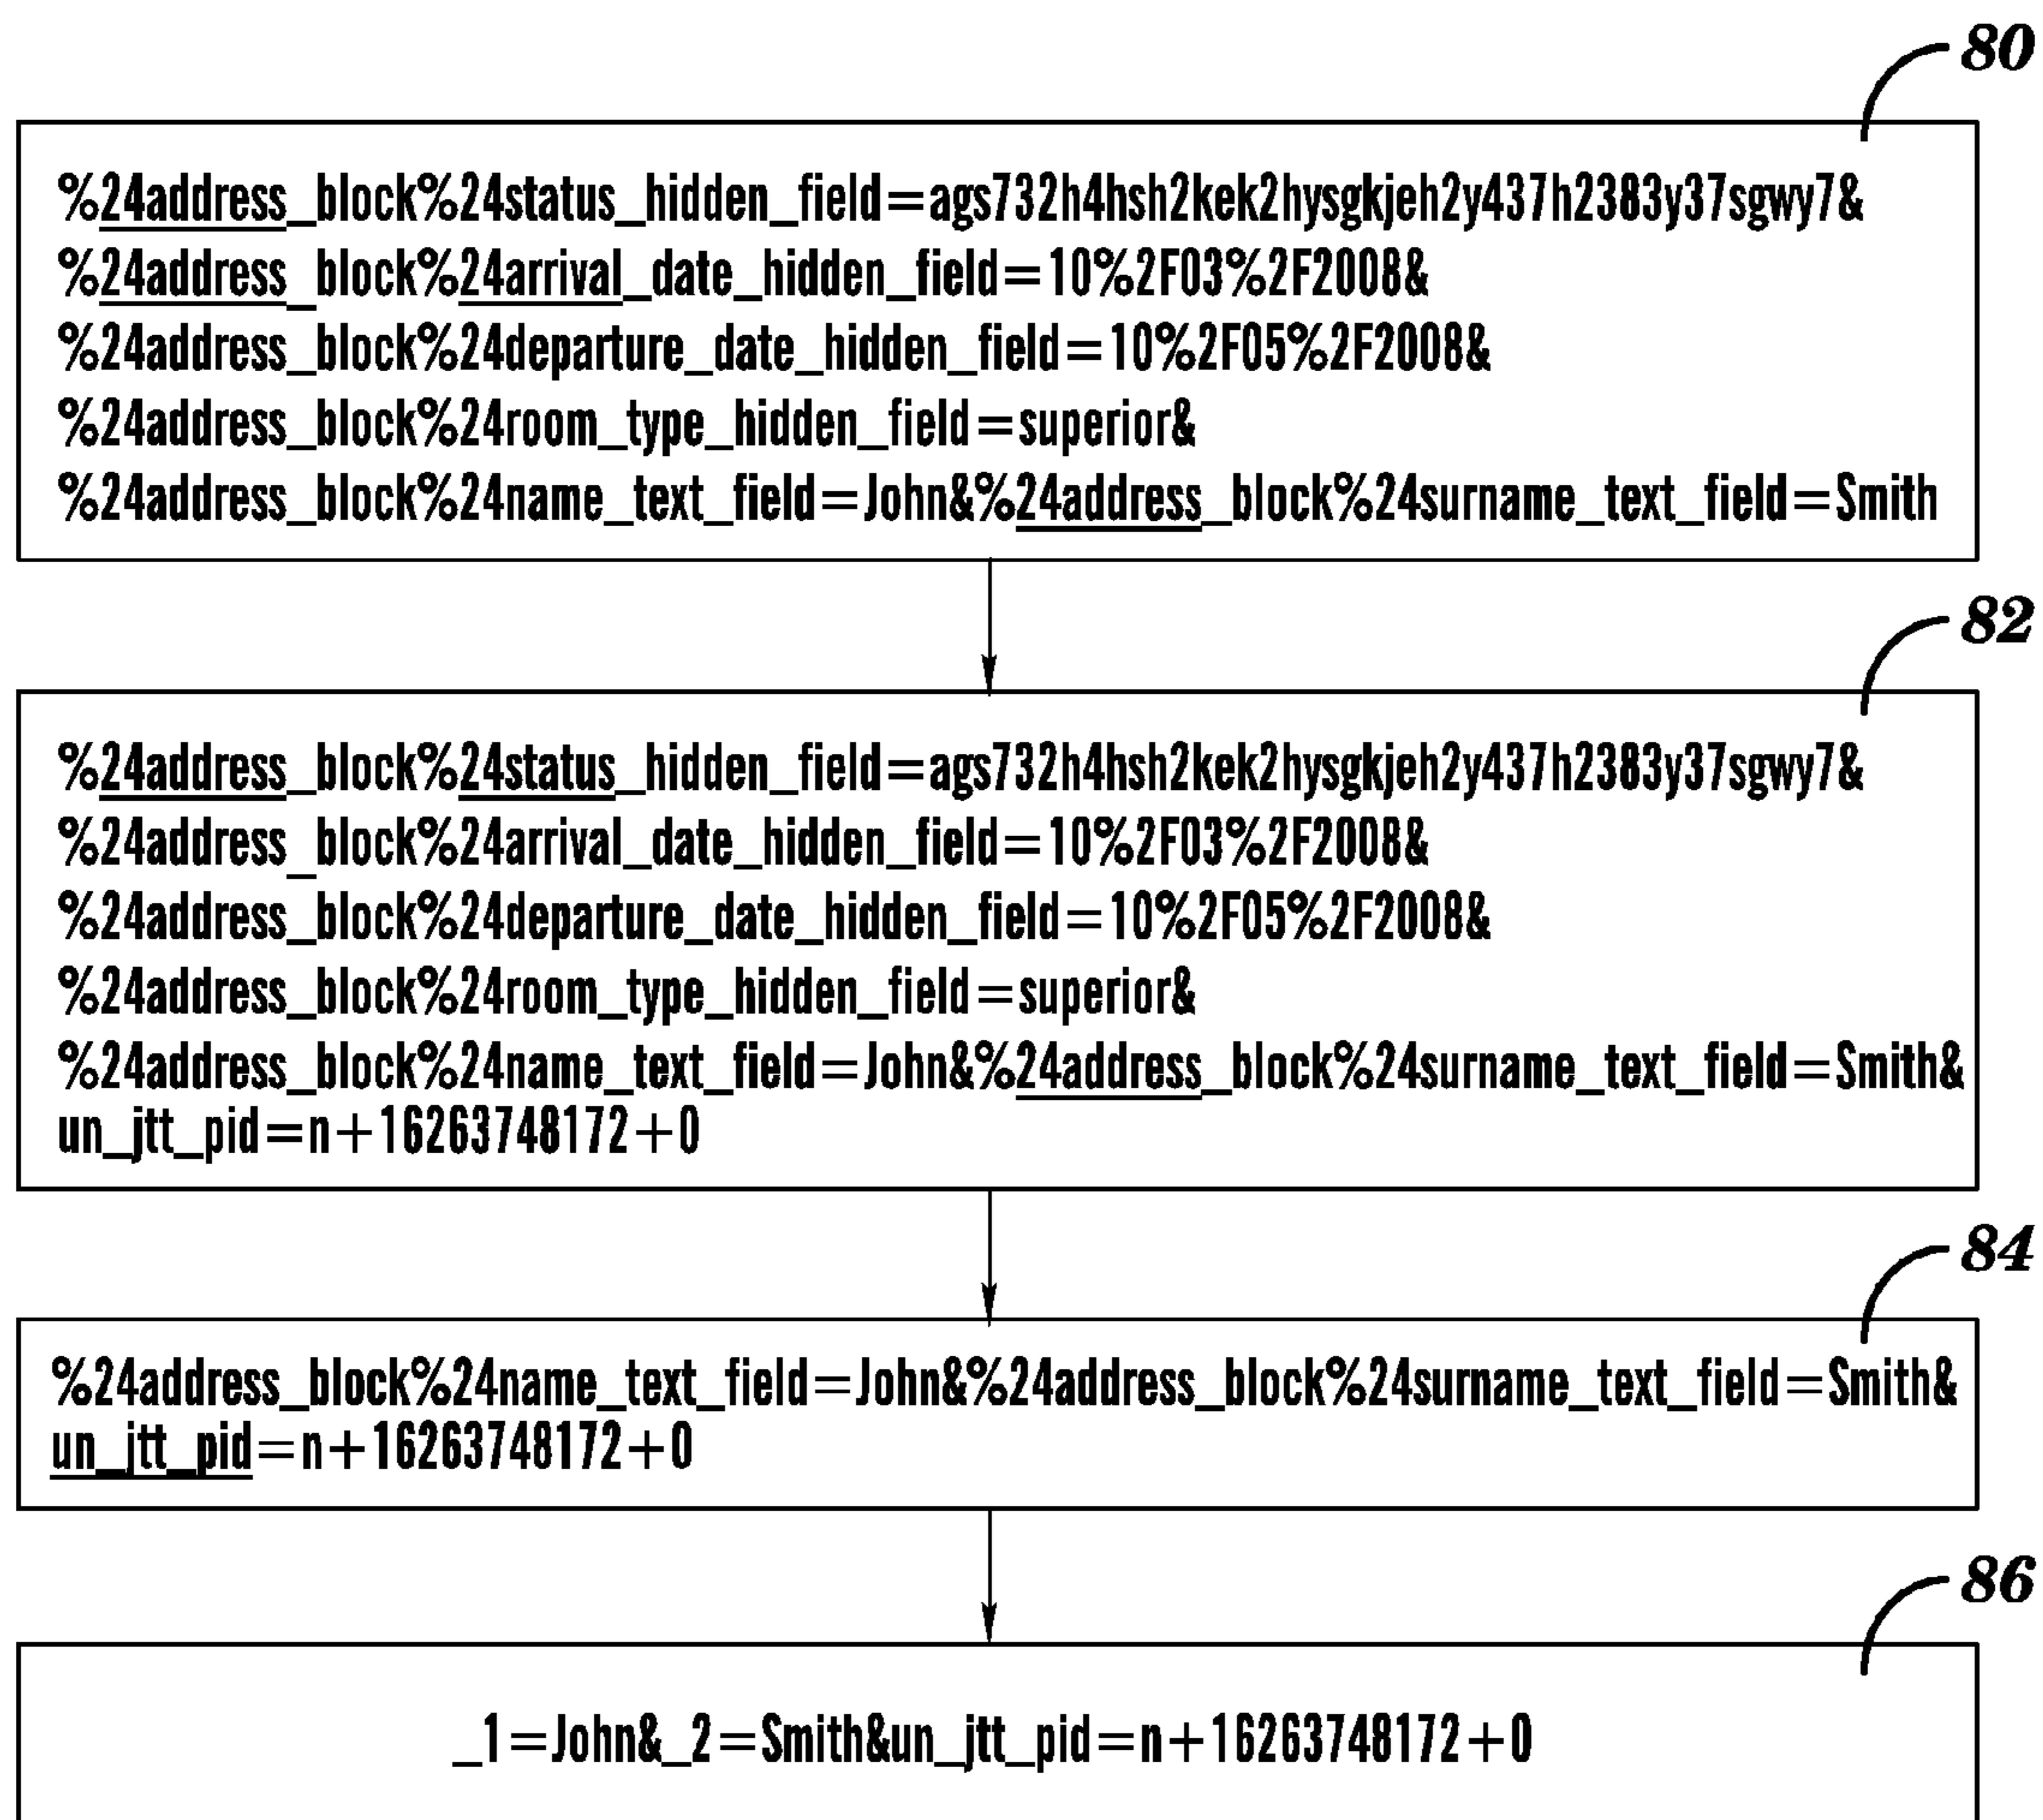 80
%24address_block%24status_hidden_field=ags732h4hsh2kek2hysgkjeh2y437h2383y37sgwy7&
%24address_block%24arrival_date_hidden_field=10%2F03%2F2008&
%24address_block%24departure_date_hidden_field=10%2F05%2F2008&
%24address_block%24room_type_hidden_field=superior&
%24address_block%24name_text_field=John&%24address_block%24surname_text_field=Smith
82
%24address_block%24status_hidden_field=ags732h4hsh2kek2hysgkjeh2y437h2383y37sgwy7&
%24address_block%24arrival_date_hidden_field=10%2F03%2F2008&
%24address_block%24departure_date_hidden_field=10%2F05%2F2008&
%24address_block%24room_type_hidden_field=superior&
%24address_block%24name_text_field=John&%24address_block%24surname_text_field=Smith&
un_jtt_pid=n+16263748172+0
84
%24address_block%24name_text_field=John&%24address_block%24surname_text_field=Smith&
un_jtt_pid=n+16263748172+0
86
_1=John&_2=Smith&un_jtt_pid=n+16263748172+0